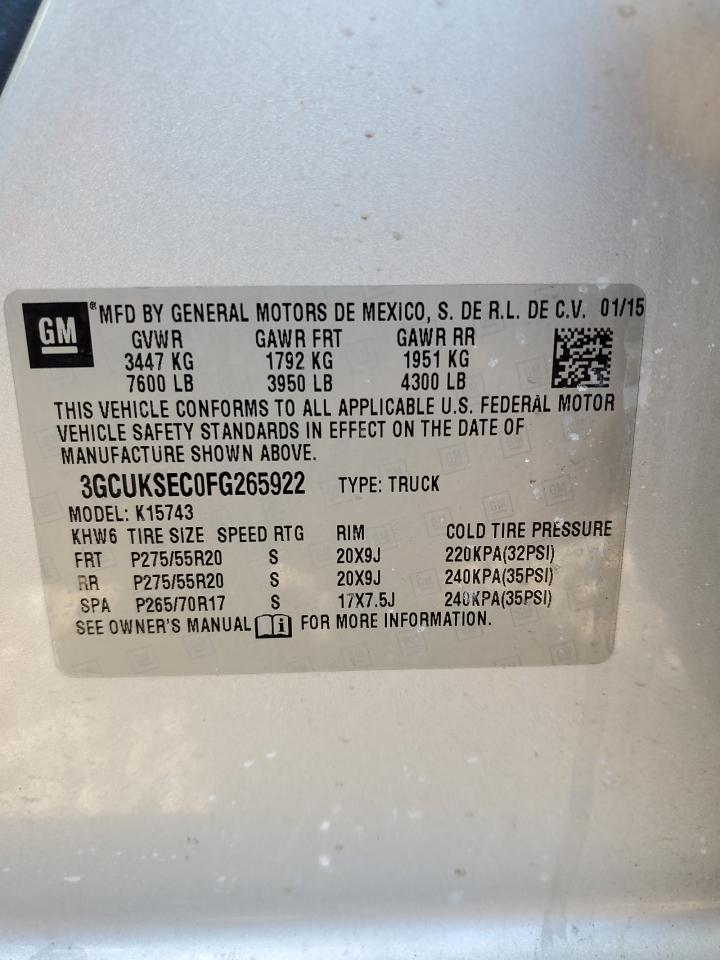 GM ® MFD BY GENERAL MOTORS DE MEXICO, S. DE R.L. DE C.V. 01/15
GVWR GAWR FRT GAWR RR
3447 KG 1792 KG 1951 KG
7600 LB 3950 LB 4300 LB
THIS VEHICLE CONFORMS TO ALL APPLICABLE U.S. FEDERAL MOTOR
VEHICLE SAFETY STANDARDS IN EFFECT ON THE DATE OF
MANUFACTURE SHOWN ABOVE.
3GCUKSEC0FG265922 TYPE: TRUCK
MODEL: K15743
KHW6 TIRE SIZE SPEED RTG RIM COLD TIRE PRESSURE
FRT P275/55R20 S 20X9J 220KPA(32PSI)
RR P275/55R20 S 20X9J 240KPA(35PSI)
SPA P265/70R17 S 17X7.5J 240KPA(35PSI)
SEE OWNER'S MANUAL i FOR MORE INFORMATION.